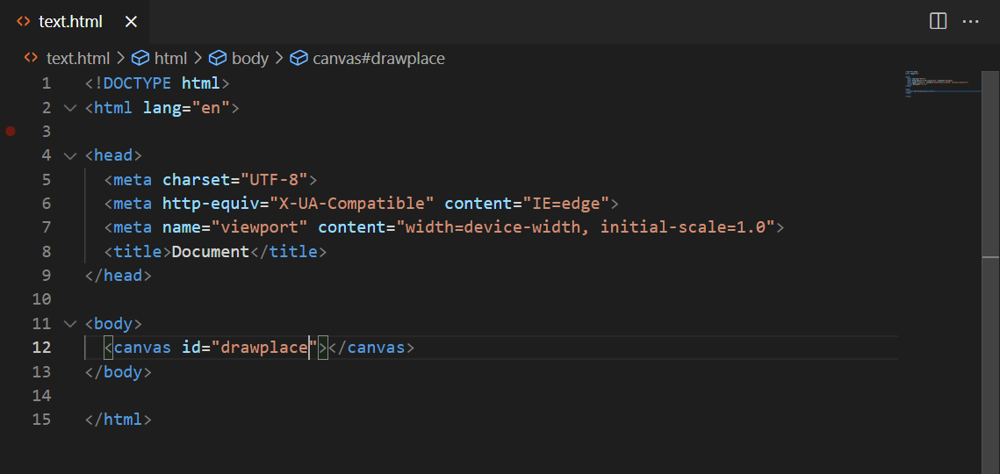 text.html
text.html > html > body > canvas#drawplace
1 <!DOCTYPE html>
2 <html lang="en">
3
4 <head>
5 <meta charset="UTF-8">
6 <meta http-equiv="X-UA-Compatible" content="IE=edge">
7 <meta name="viewport" content="width=device-width, initial-scale=1.0">
8 <title>Document</title>
9 </head>
10
11 <body>
12 <canvas id="drawplace"></canvas>
13 </body>
14
15 </html>